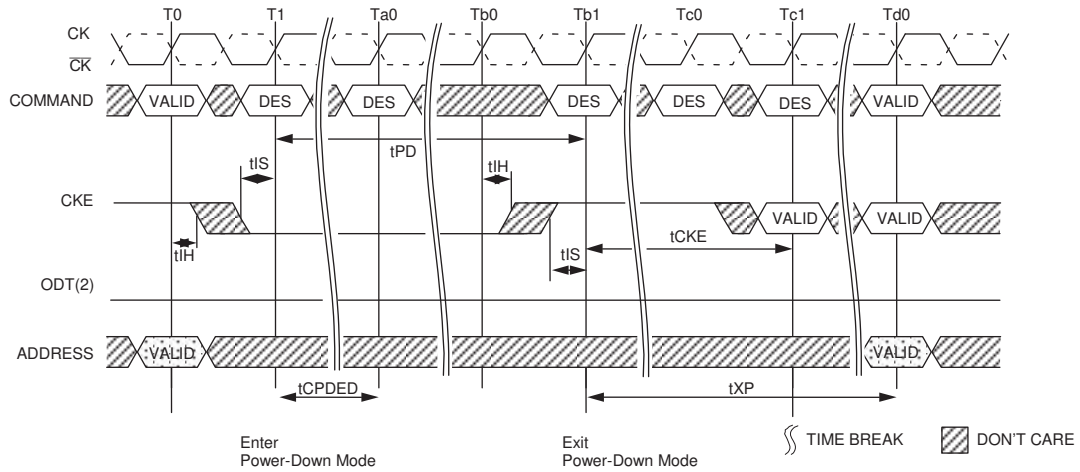 T0 T1 Ta0 Tb0 Tb1 Tc0 Tc1 Td0
CK
CK
COMMAND VALID DES DES DES DES DES VALID
tPD
tIS tIH
CKE VALID VALID
tCKE
tIH tIS
ODT(2)
ADDRESS VALID VALID
tCPDED tXP
Enter
Power-Down Mode
Exit
Power-Down Mode
TIME BREAK DON'T CARE